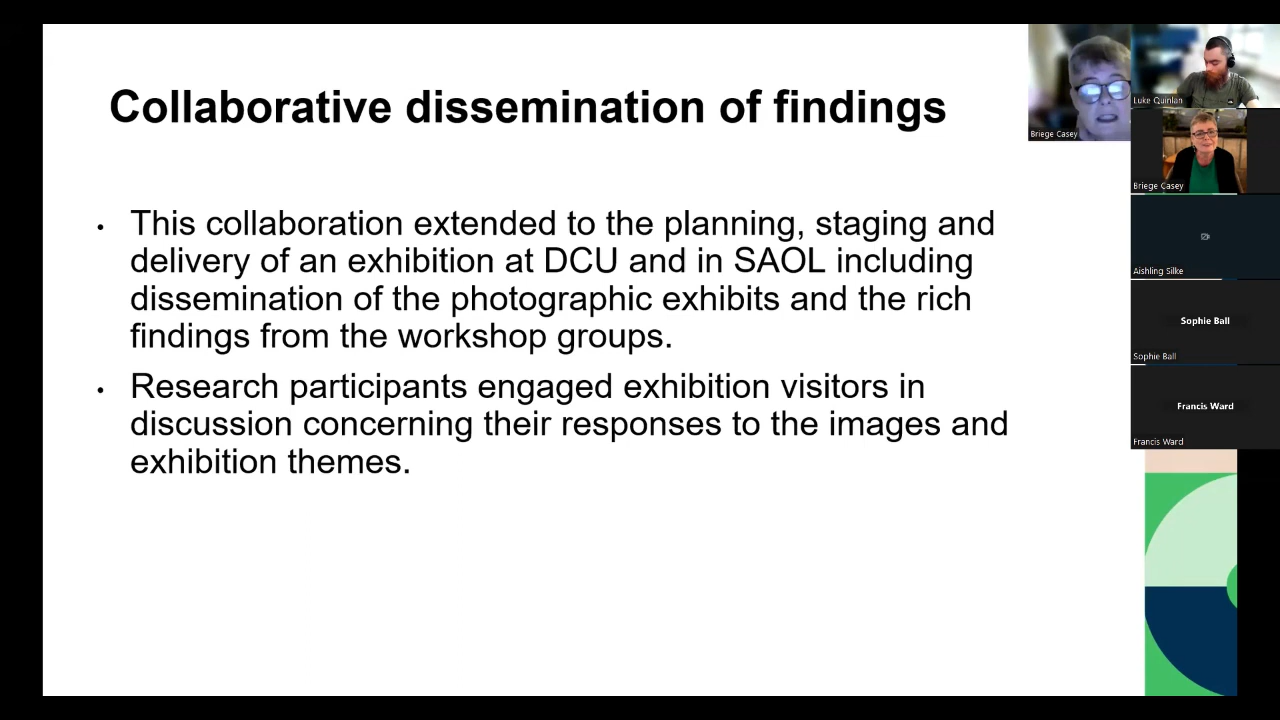 Collaborative dissemination of findings
• This collaboration extended to the planning, staging and
delivery of an exhibition at DCU and in SAOL including
dissemination of the photographic exhibits and the rich
findings from the workshop groups.
• Research participants engaged exhibition visitors in
discussion concerning their responses to the images and
exhibition themes.
Briege Casey
Luke Quinlan
Briege Casey
Aishling Silke
Sophie Ball
Sophie Ball
Francis Ward
Francis Ward